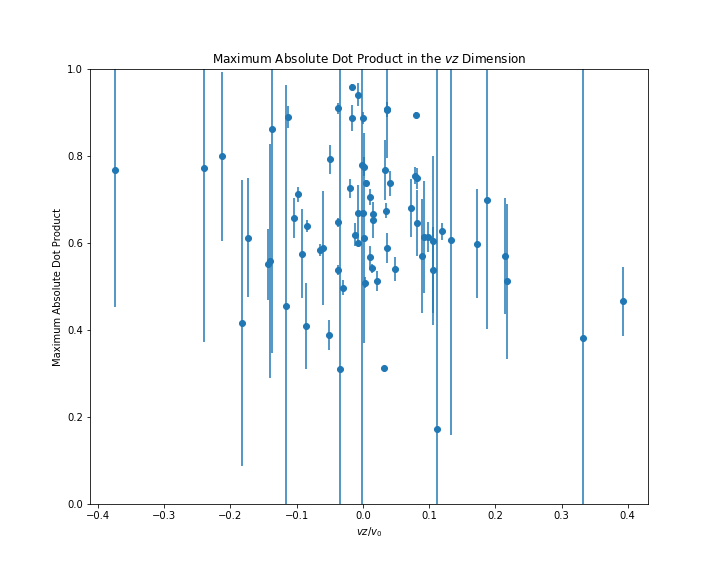 Maximum Absolute Dot Product in the vz Dimension
1.0
0.8
0.6
0.4
0.2
0.0
Maximum Absolute Dot Product
−0.4 −0.3 −0.2 −0.1 0.0 0.1 0.2 0.3 0.4
vz/v₀